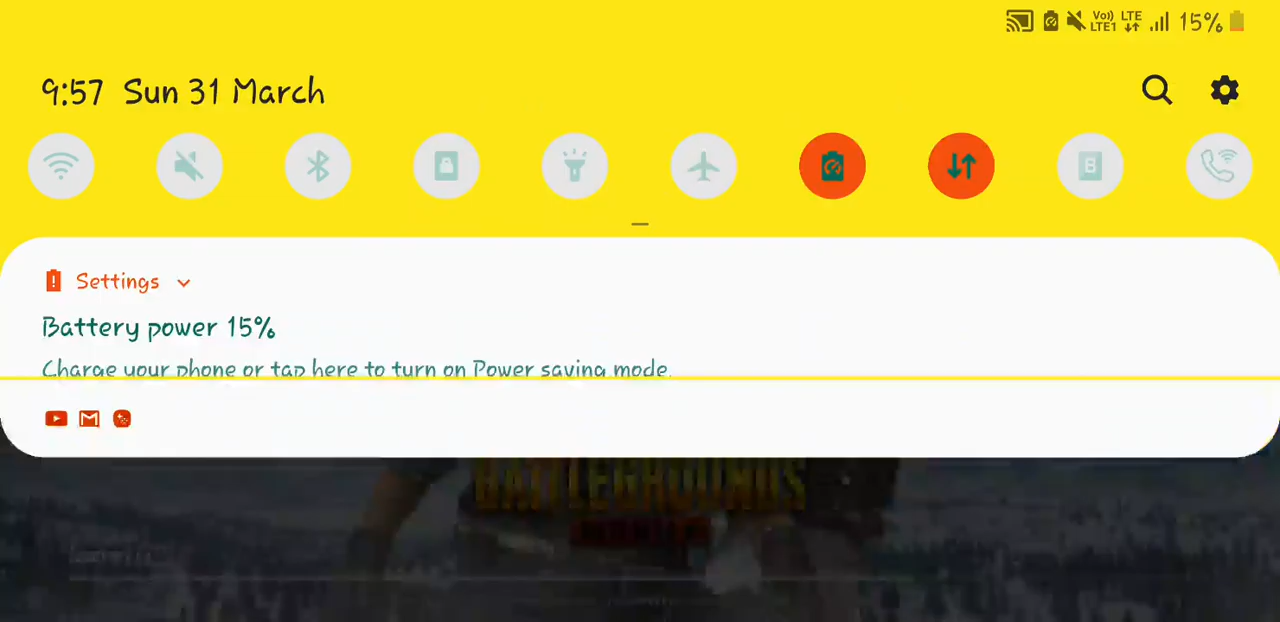 Vo)) LTE
LTE1
15%
9:57 Sun 31 March
B
Settings
Battery power 15%
Charge your phone or tap here to turn on Power saving mode.
BATTLEGROUNDS